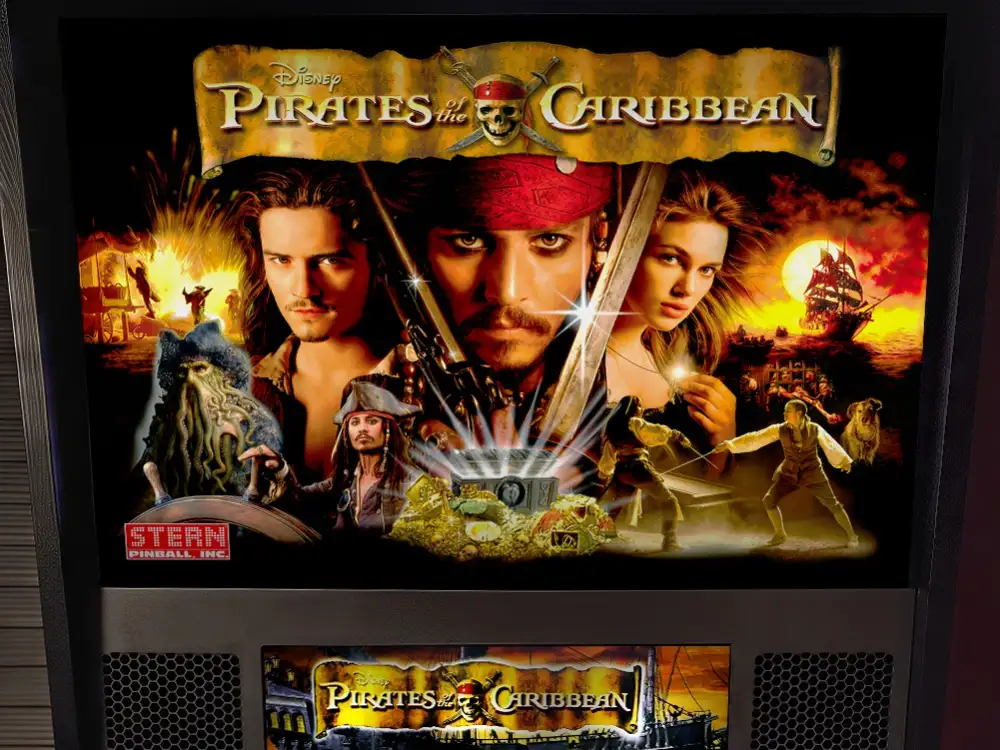 Disney
PIRATES of the CARIBBEAN
STERN
PINBALL, INC.
Disney
PIRATES of the CARIBBEAN